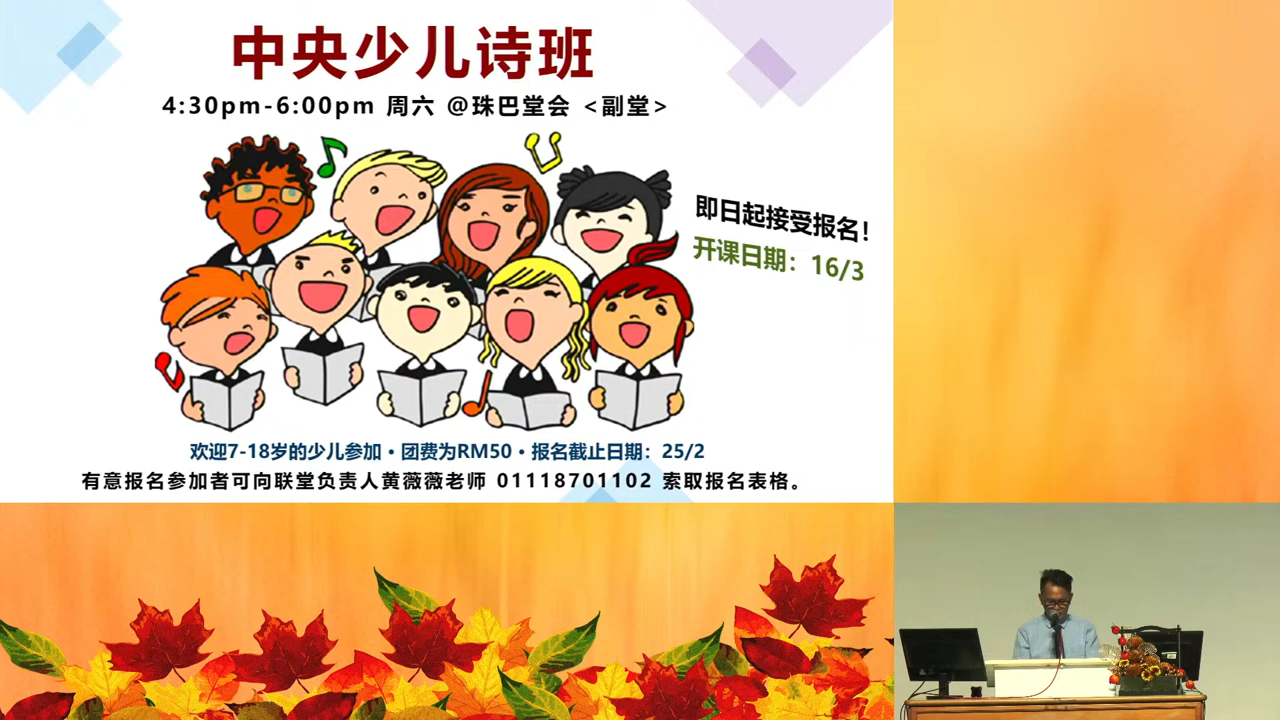 中央少儿诗班
4:30pm-6:00pm 周六 @珠巴堂会 <副堂>
即日起接受报名!
开课日期：16/3
欢迎7-18岁的少儿参加 • 团费为RM50 • 报名截止日期：25/2
有意报名参加者可向联堂负责人黄薇薇老师 01118701102 索取报名表格。